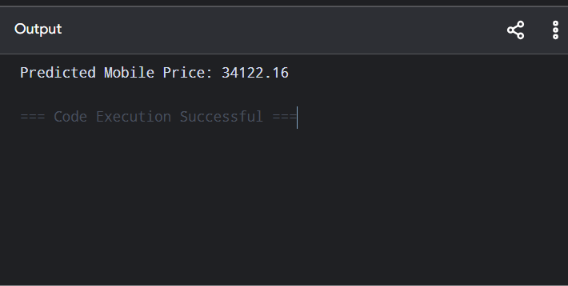 Output
Predicted Mobile Price: 34122.16
=== Code Execution Successful ===